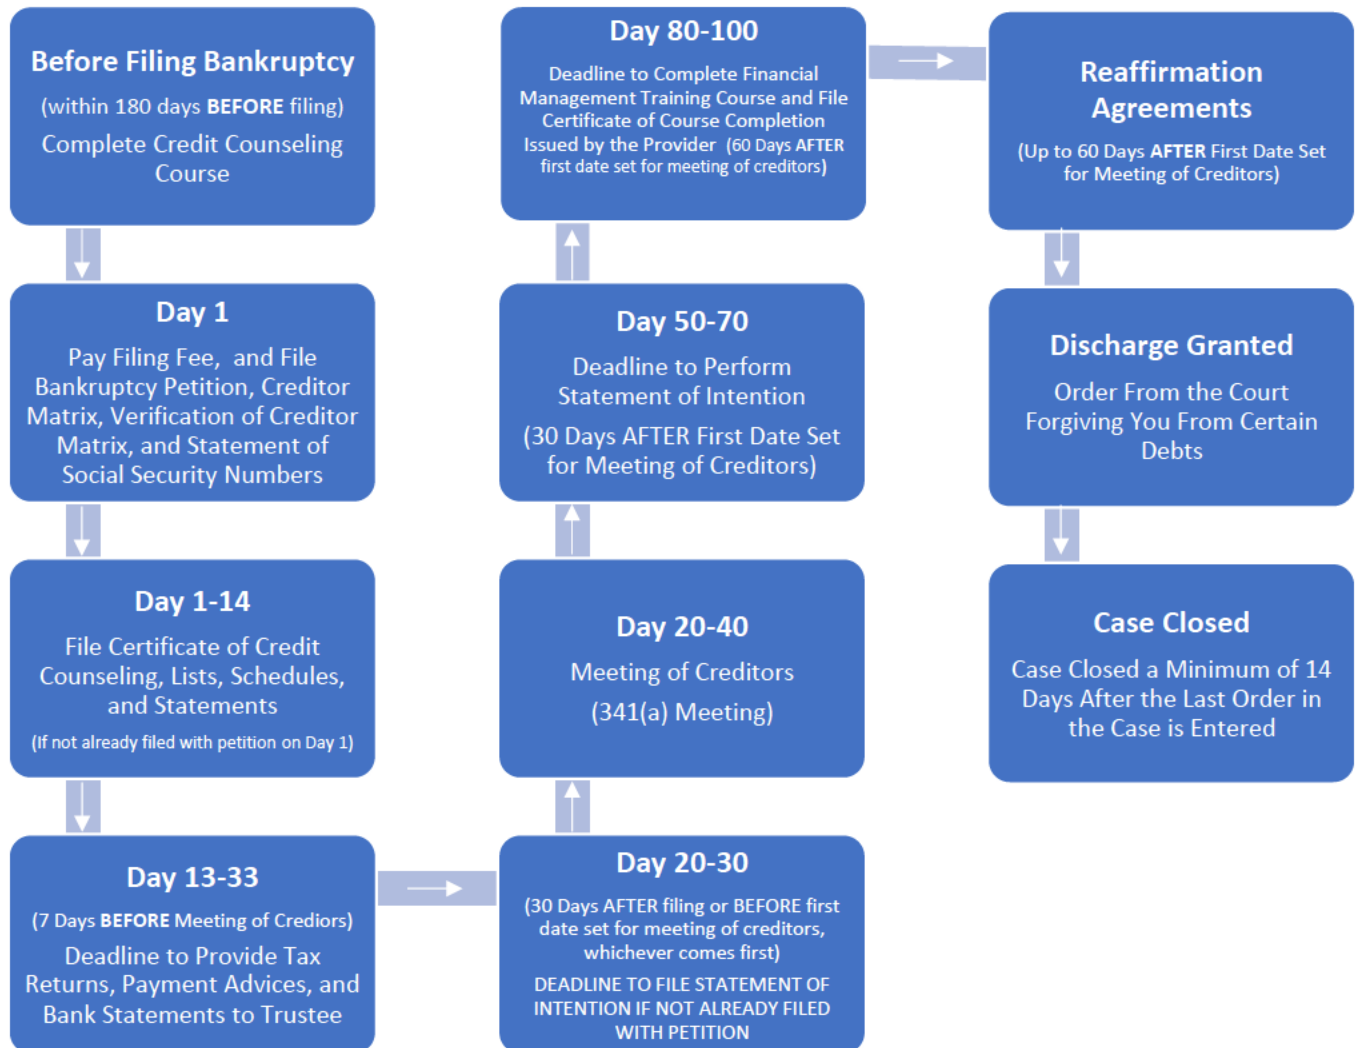 Before Filing Bankruptcy
(within 180 days BEFORE filing)
Complete Credit Counseling
Course
Day 1
Pay Filing Fee, and File
Bankruptcy Petition, Creditor
Matrix, Verification of Creditor
Matrix, and Statement of
Social Security Numbers
Day 1-14
File Certificate of Credit
Counseling, Lists, Schedules,
and Statements
(If not already filed with petition on Day 1)
Day 13-33
(7 Days BEFORE Meeting of Crediors)
Deadline to Provide Tax
Returns, Payment Advices, and
Bank Statements to Trustee
Day 20-30
(30 Days AFTER filing or BEFORE first
date set for meeting of creditors,
whichever comes first)
DEADLINE TO FILE STATEMENT OF
INTENTION IF NOT ALREADY FILED
WITH PETITION
Day 20-40
Meeting of Creditors
(341(a) Meeting)
Day 50-70
Deadline to Perform
Statement of Intention
(30 Days AFTER First Date Set
for Meeting of Creditors)
Day 80-100
Deadline to Complete Financial
Management Training Course and File
Certificate of Course Completion
Issued by the Provider (60 Days AFTER
first date set for meeting of creditors)
Reaffirmation
Agreements
(Up to 60 Days AFTER First Date Set
for Meeting of Creditors)
Discharge Granted
Order From the Court
Forgiving You From Certain
Debts
Case Closed
Case Closed a Minimum of 14
Days After the Last Order in
the Case is Entered